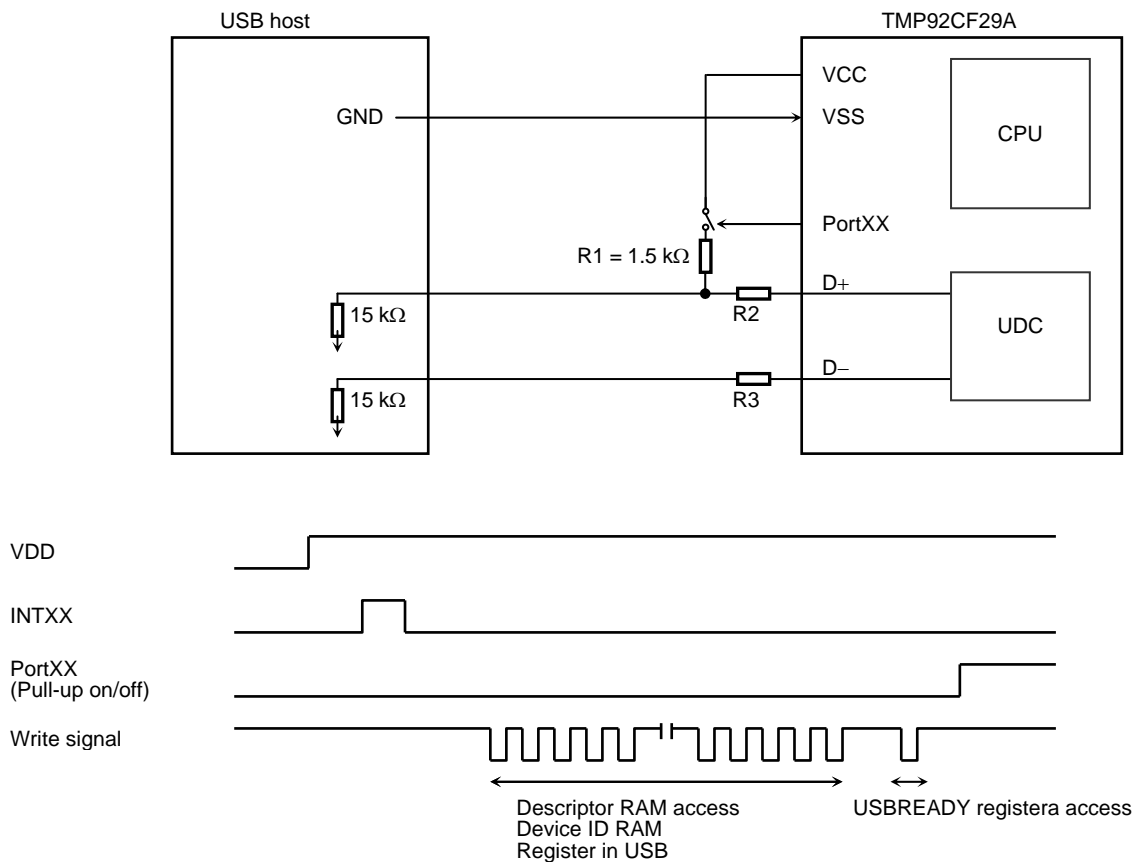 USB host
TMP92CF29A
VCC
GND
VSS
CPU
PortXX
R1 = 1.5 kΩ
D+
15 kΩ
R2
UDC
D−
15 kΩ
R3
VDD
INTXX
PortXX
(Pull-up on/off)
Write signal
Descriptor RAM access
USBREADY registera access
Device ID RAM
Register in USB